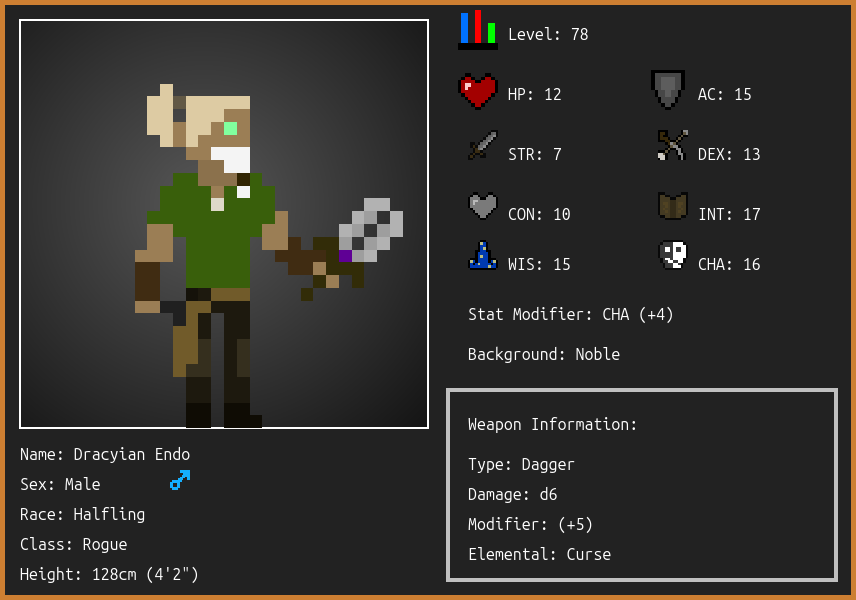 Level: 78
HP: 12
AC: 15
STR: 7
DEX: 13
CON: 10
INT: 17
WIS: 15
CHA: 16
Stat Modifier: CHA (+4)
Background: Noble
Weapon Information:
Type: Dagger
Damage: d6
Modifier: (+5)
Elemental: Curse
Name: Dracyian Endo
Sex: Male
Race: Halfling
Class: Rogue
Height: 128cm (4'2")